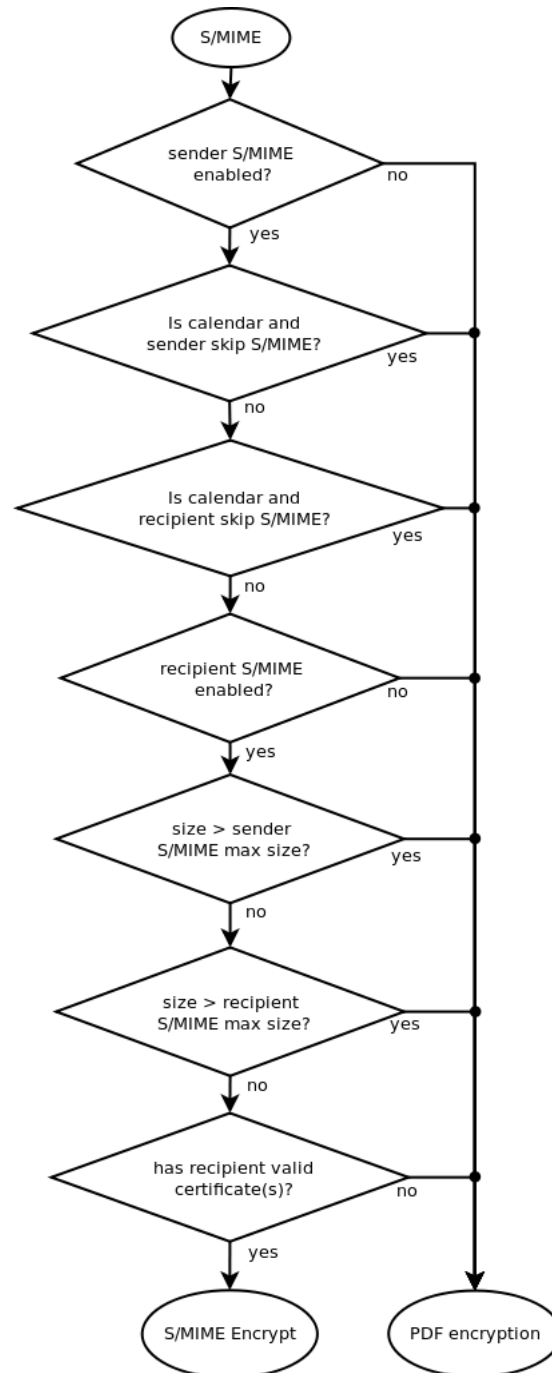 S/MIME
sender S/MIME
enabled?
no
yes
Is calendar and
sender skip S/MIME?
yes
no
Is calendar and
recipient skip S/MIME?
yes
no
recipient S/MIME
enabled?
no
yes
size > sender
S/MIME max size?
yes
no
size > recipient
S/MIME max size?
yes
no
has recipient valid
certificate(s)?
no
yes
S/MIME Encrypt
PDF encryption